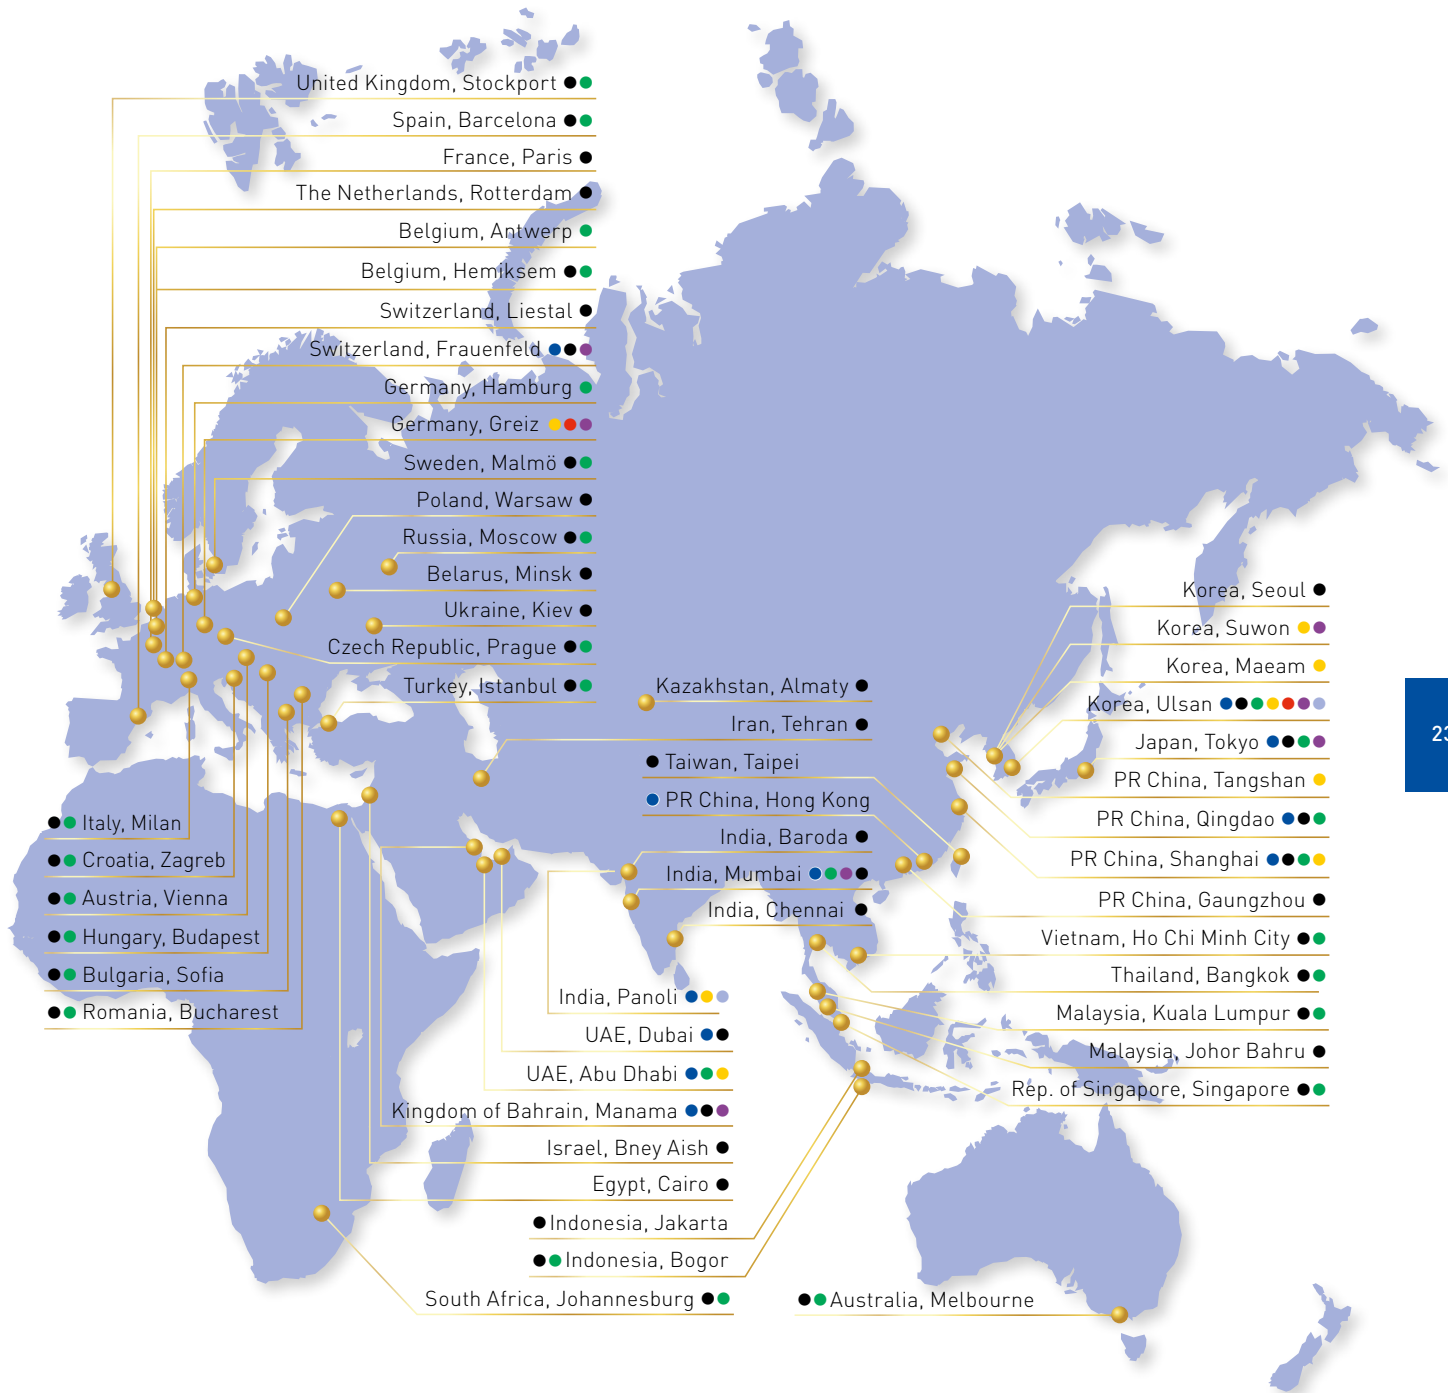 United Kingdom, Stockport
Spain, Barcelona
France, Paris
The Netherlands, Rotterdam
Belgium, Antwerp
Belgium, Hemiksem
Switzerland, Liestal
Switzerland, Frauenfeld
Germany, Hamburg
Germany, Greiz
Sweden, Malmö
Poland, Warsaw
Russia, Moscow
Belarus, Minsk
Ukraine, Kiev
Czech Republic, Prague
Turkey, Istanbul
Italy, Milan
Croatia, Zagreb
Austria, Vienna
Hungary, Budapest
Bulgaria, Sofia
Romania, Bucharest
Kazakhstan, Almaty
Iran, Tehran
Taiwan, Taipei
PR China, Hong Kong
India, Baroda
India, Mumbai
India, Chennai
India, Panoli
UAE, Dubai
UAE, Abu Dhabi
Kingdom of Bahrain, Manama
Israel, Bney Aish
Egypt, Cairo
Indonesia, Jakarta
Indonesia, Bogor
South Africa, Johannesburg
Korea, Seoul
Korea, Suwon
Korea, Maeam
Korea, Ulsan
Japan, Tokyo
PR China, Tangshan
PR China, Qingdao
PR China, Shanghai
PR China, Gaungzhou
Vietnam, Ho Chi Minh City
Thailand, Bangkok
Malaysia, Kuala Lumpur
Malaysia, Johor Bahru
Rep. of Singapore, Singapore
Australia, Melbourne
23